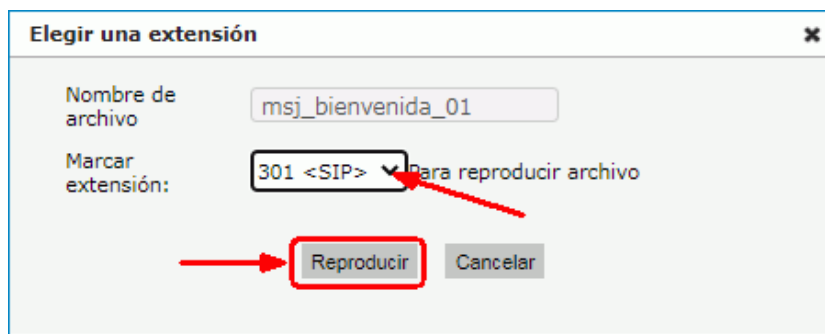 Elegir una extensión
Nombre de
archivo
msj_bienvenida_01
Marcar
extensión:
301 <SIP> Para reproducir archivo
Reproducir Cancelar